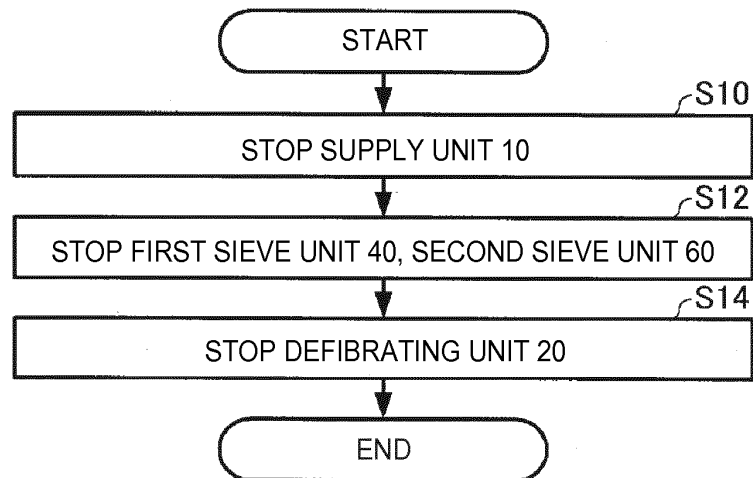 START
S10
STOP SUPPLY UNIT 10
S12
STOP FIRST SIEVE UNIT 40, SECOND SIEVE UNIT 60
S14
STOP DEFIBRATING UNIT 20
END